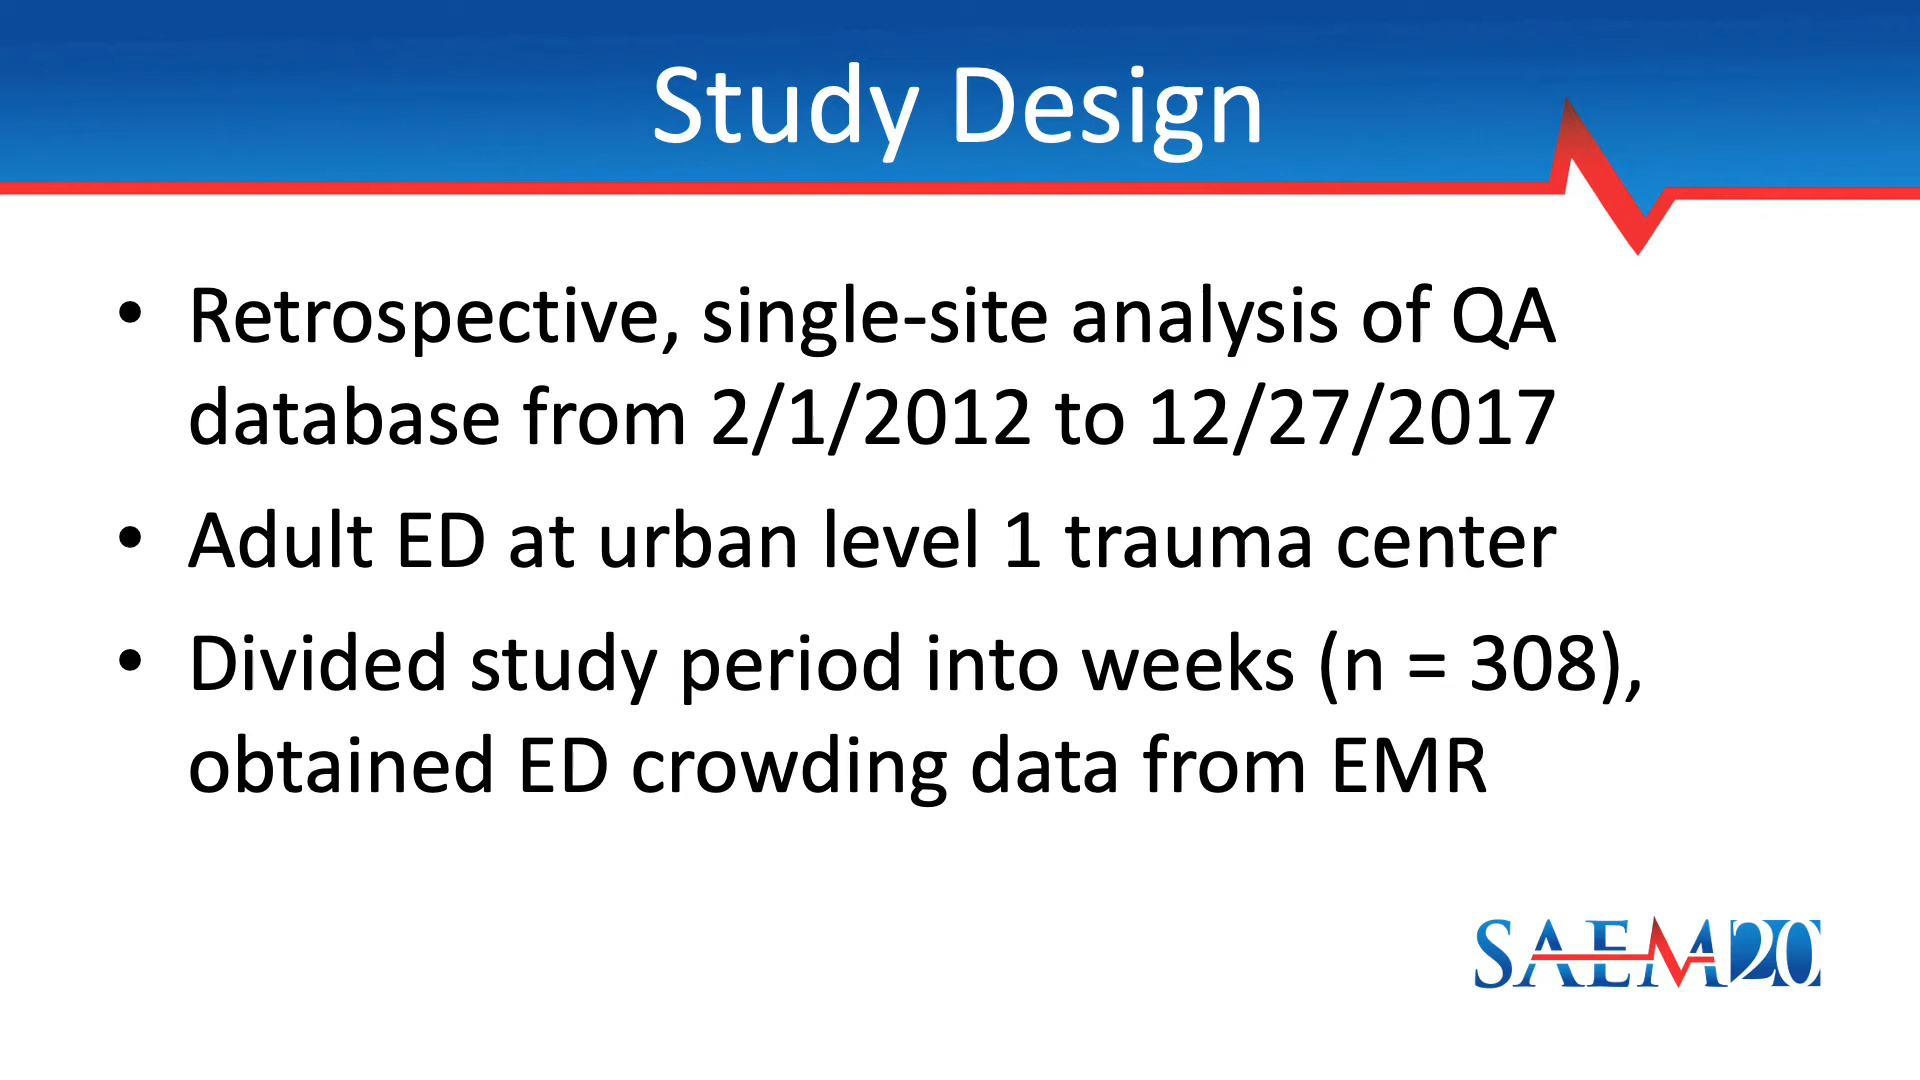 Study Design
• Retrospective, single-site analysis of QA
database from 2/1/2012 to 12/27/2017
• Adult ED at urban level 1 trauma center
• Divided study period into weeks (n = 308),
obtained ED crowding data from EMR
SAEM20